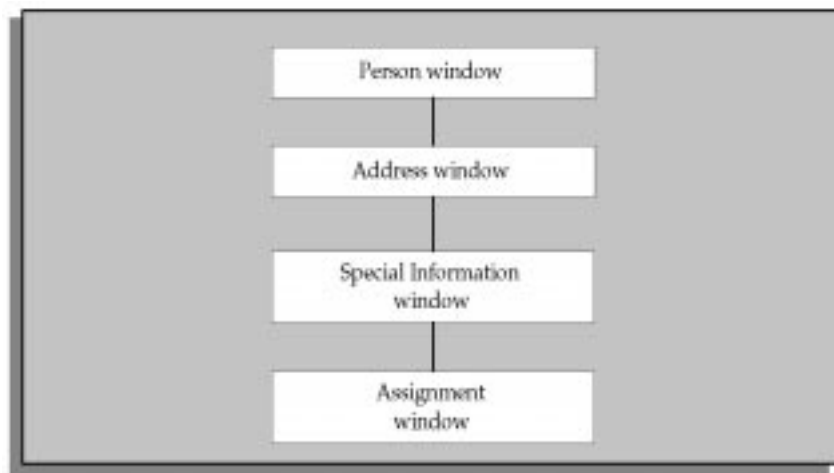 Person window
Address window
Special Information
window
Assignment
window